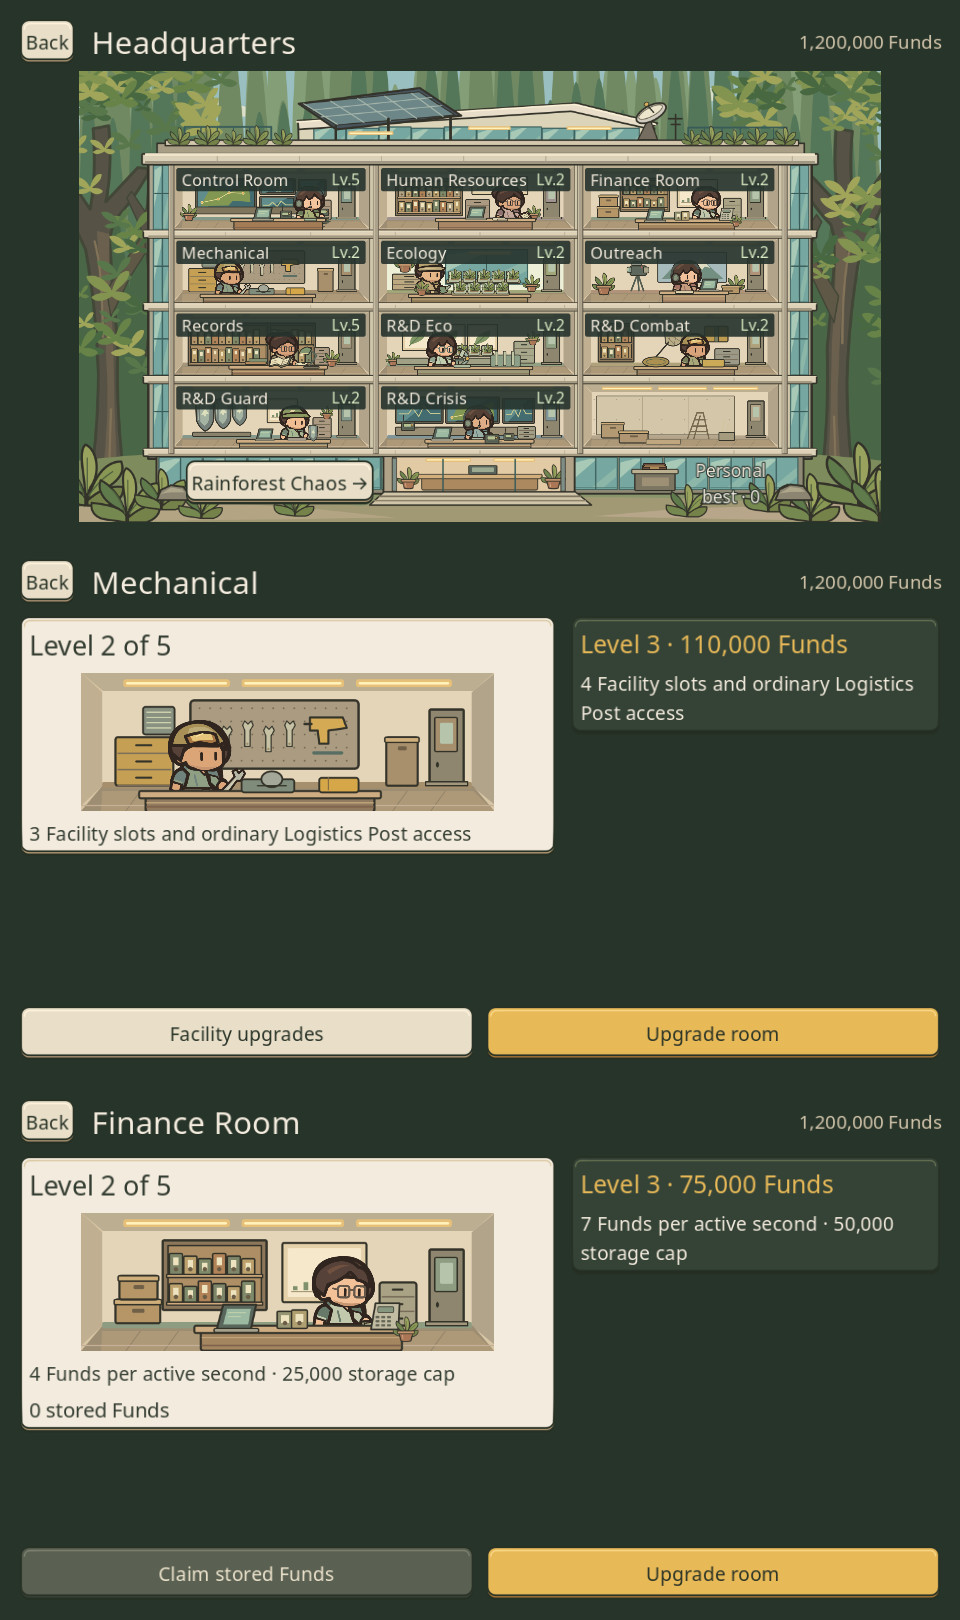 Back Headquarters 1,200,000 Funds
Control Room Lv.5 Human Resources Lv.2 Finance Room Lv.2
Mechanical Lv.2 Ecology Lv.2 Outreach Lv.2
Records Lv.5 R&D Eco Lv.2 R&D Combat Lv.2
R&D Guard Lv.2 R&D Crisis Lv.2
Rainforest Chaos →
Personal
best · 0
Back Mechanical 1,200,000 Funds
Level 2 of 5
3 Facility slots and ordinary Logistics Post access
Level 3 · 110,000 Funds
4 Facility slots and ordinary Logistics
Post access
Facility upgrades
Upgrade room
Back Finance Room 1,200,000 Funds
Level 2 of 5
4 Funds per active second · 25,000 storage cap
0 stored Funds
Level 3 · 75,000 Funds
7 Funds per active second · 50,000
storage cap
Claim stored Funds
Upgrade room